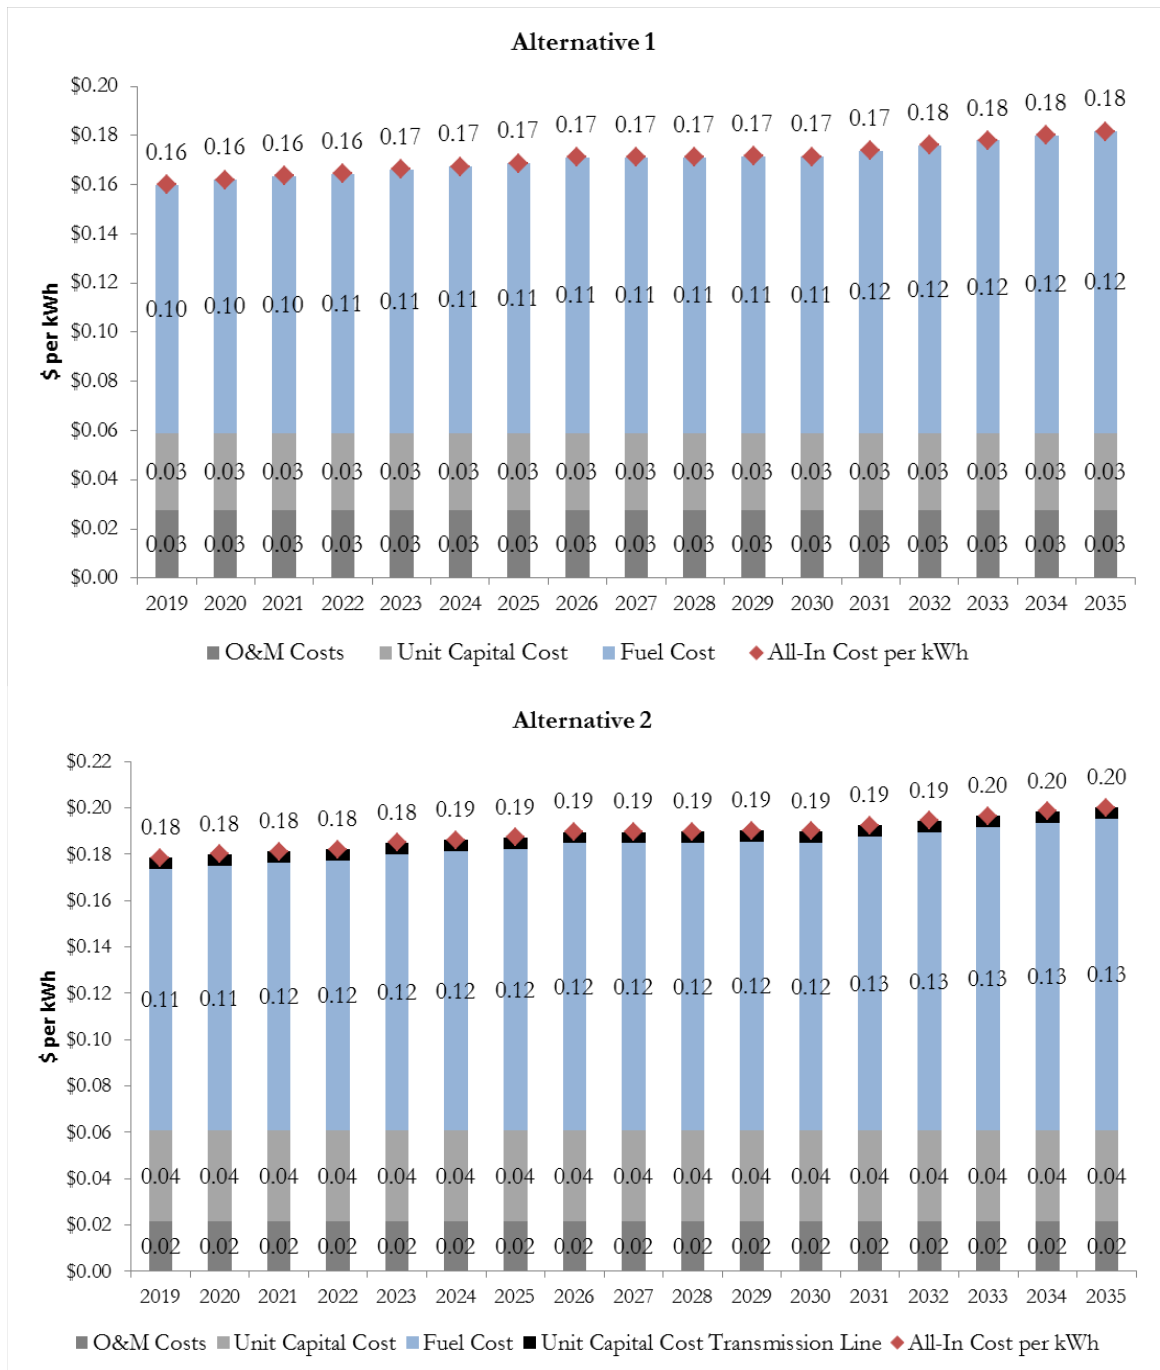 Alternative 1
$0.20
$0.18
$0.16
$0.14
$0.12
$0.10
$0.08
$0.06
$0.04
$0.02
$0.00
$ per kWh
0.16 0.16 0.16 0.16 0.17 0.17 0.17 0.17 0.17 0.17 0.17 0.17 0.17 0.18 0.18 0.18 0.18
0.10 0.10 0.10 0.11 0.11 0.11 0.11 0.11 0.11 0.11 0.11 0.11 0.12 0.12 0.12 0.12 0.12
0.03 0.03 0.03 0.03 0.03 0.03 0.03 0.03 0.03 0.03 0.03 0.03 0.03 0.03 0.03 0.03 0.03
0.03 0.03 0.03 0.03 0.03 0.03 0.03 0.03 0.03 0.03 0.03 0.03 0.03 0.03 0.03 0.03 0.03
2019 2020 2021 2022 2023 2024 2025 2026 2027 2028 2029 2030 2031 2032 2033 2034 2035
O&M Costs Unit Capital Cost Fuel Cost All-In Cost per kWh
Alternative 2
$0.22
$0.20
$0.18
$0.16
$0.14
$0.12
$0.10
$0.08
$0.06
$0.04
$0.02
$0.00
$ per kWh
0.18 0.18 0.18 0.18 0.18 0.19 0.19 0.19 0.19 0.19 0.19 0.19 0.19 0.19 0.20 0.20 0.20
0.11 0.11 0.12 0.12 0.12 0.12 0.12 0.12 0.12 0.12 0.12 0.12 0.13 0.13 0.13 0.13 0.13
0.04 0.04 0.04 0.04 0.04 0.04 0.04 0.04 0.04 0.04 0.04 0.04 0.04 0.04 0.04 0.04 0.04
0.02 0.02 0.02 0.02 0.02 0.02 0.02 0.02 0.02 0.02 0.02 0.02 0.02 0.02 0.02 0.02 0.02
2019 2020 2021 2022 2023 2024 2025 2026 2027 2028 2029 2030 2031 2032 2033 2034 2035
O&M Costs Unit Capital Cost Fuel Cost Unit Capital Cost Transmission Line All-In Cost per kWh